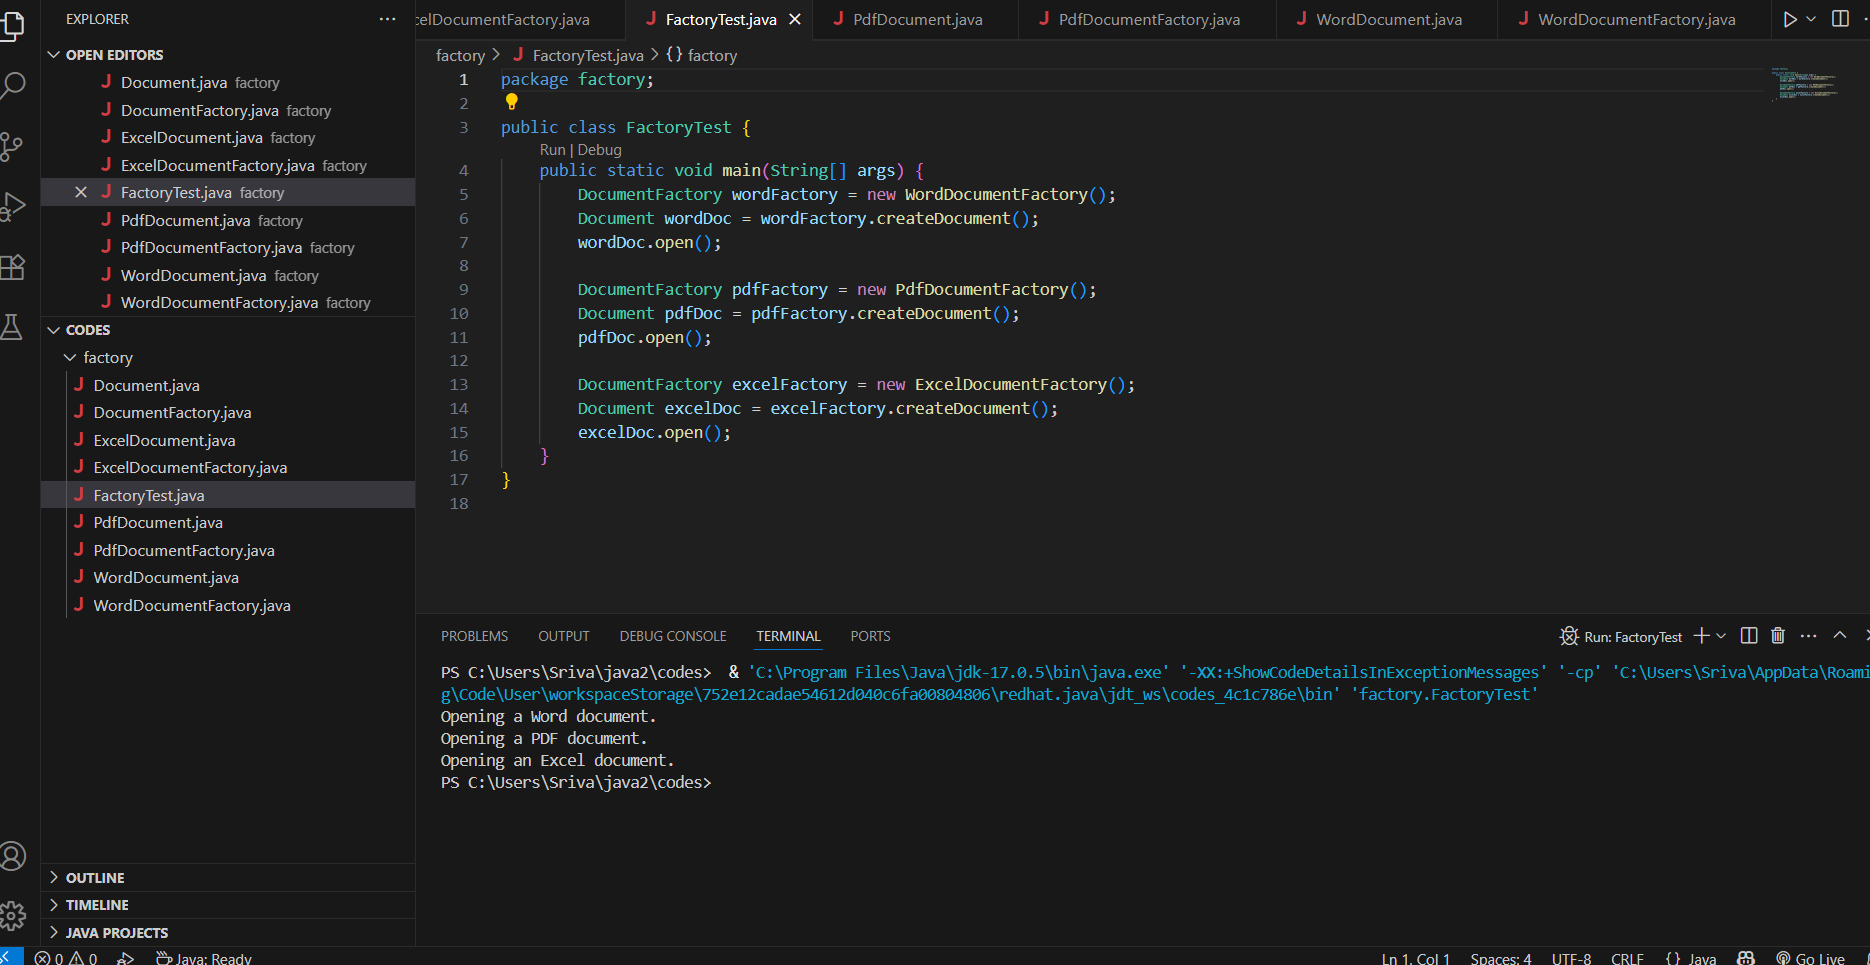 EXPLORER
OPEN EDITORS
Document.java factory
DocumentFactory.java factory
ExcelDocument.java factory
ExcelDocumentFactory.java factory
FactoryTest.java factory
PdfDocument.java factory
PdfDocumentFactory.java factory
WordDocument.java factory
WordDocumentFactory.java factory
CODES
factory
Document.java
DocumentFactory.java
ExcelDocument.java
ExcelDocumentFactory.java
FactoryTest.java
PdfDocument.java
PdfDocumentFactory.java
WordDocument.java
WordDocumentFactory.java
OUTLINE
TIMELINE
JAVA PROJECTS
celDocumentFactory.java FactoryTest.java PdfDocument.java PdfDocumentFactory.java WordDocument.java WordDocumentFactory.java
factory > FactoryTest.java > {} factory
1 package factory;
2
3 public class FactoryTest {
Run | Debug
4 public static void main(String[] args) {
5 DocumentFactory wordFactory = new WordDocumentFactory();
6 Document wordDoc = wordFactory.createDocument();
7 wordDoc.open();
8
9 DocumentFactory pdfFactory = new PdfDocumentFactory();
10 Document pdfDoc = pdfFactory.createDocument();
11 pdfDoc.open();
12
13 DocumentFactory excelFactory = new ExcelDocumentFactory();
14 Document excelDoc = excelFactory.createDocument();
15 excelDoc.open();
16 }
17 }
18
PROBLEMS OUTPUT DEBUG CONSOLE TERMINAL PORTS Run: FactoryTest
PS C:\Users\Sriva\java2\codes> & 'C:\Program Files\Java\jdk-17.0.5\bin\java.exe' '-XX:+ShowCodeDetailsInExceptionMessages' '-cp' 'C:\Users\Sriva\AppData\Roami
g\Code\User\workspaceStorage\752e12cadae54612d040c6fa00804806\redhat.java\jdt_ws\codes_4c1c786e\bin' 'factory.FactoryTest'
Opening a Word document.
Opening a PDF document.
Opening an Excel document.
PS C:\Users\Sriva\java2\codes>
0 0 Java: Ready Ln 1, Col 1 Spaces: 4 UTF-8 CRLF {} Java Go Live